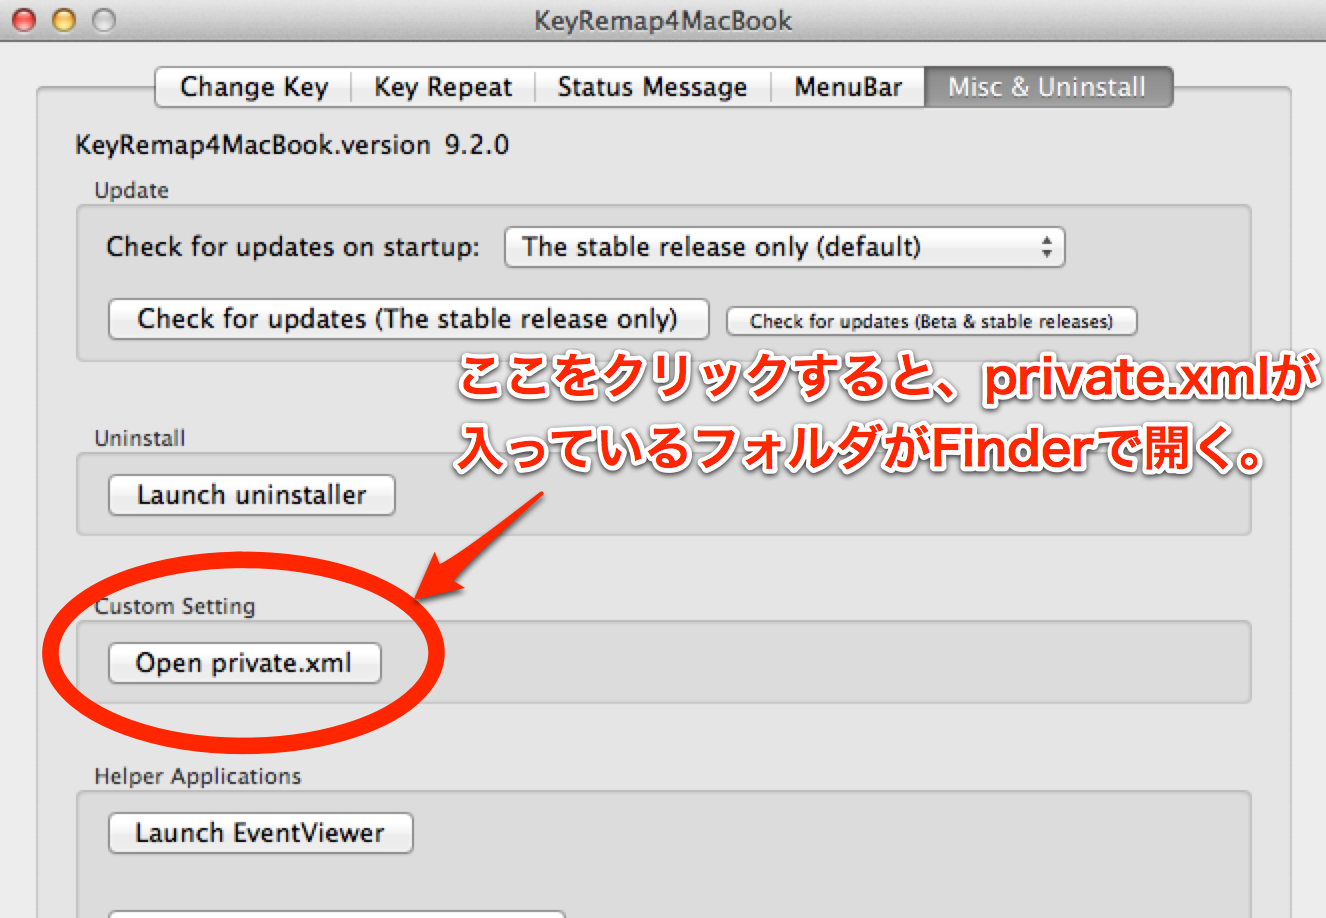 KeyRemap4MacBook
Change Key
Key Repeat
Status Message
MenuBar
Misc & Uninstall
KeyRemap4MacBook.version 9.2.0
Update
Check for updates on startup:
The stable release only (default)
Check for updates (The stable release only)
Check for updates (Beta & stable releases)
ここをクリックすると、private.xmlが
入っているフォルダがFinderで開く。
Uninstall
Launch uninstaller
Custom Setting
Open private.xml
Helper Applications
Launch EventViewer